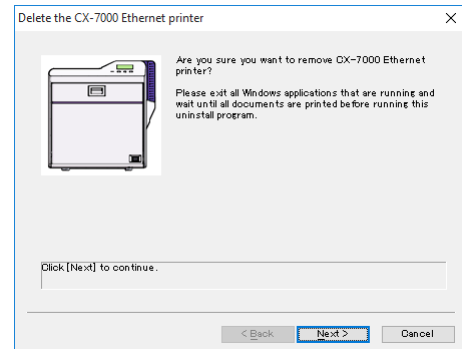 Delete the CX-7000 Ethernet printer
Are you sure you want to remove CX-7000 Ethernet
printer?
Please exit all Windows applications that are running and
wait until all documents are printed before running this
uninstall program.
Click [Next] to continue.
< Back
Next >
Cancel